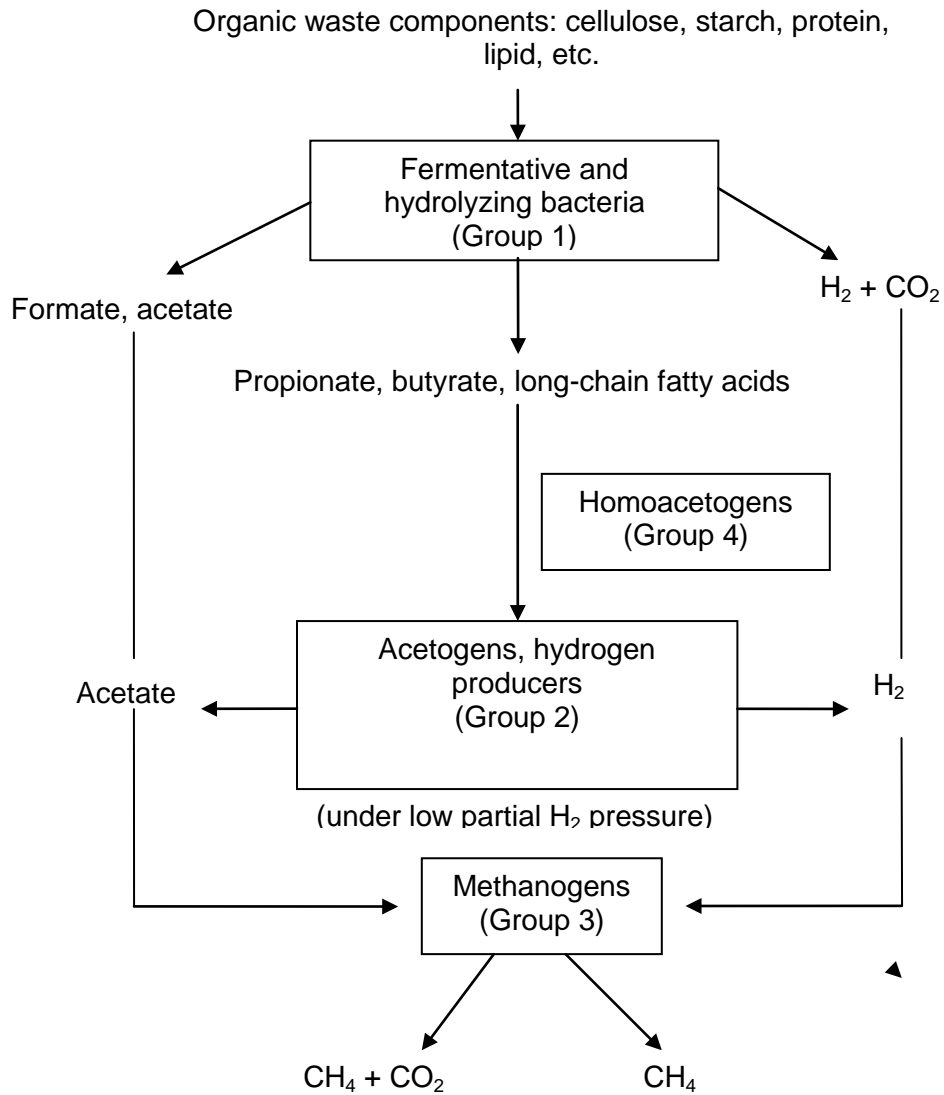 Organic waste components: cellulose, starch, protein,
lipid, etc.
Fermentative and
hydrolyzing bacteria
(Group 1)
Formate, acetate
H₂ + CO₂
Propionate, butyrate, long-chain fatty acids
Homoacetogens
(Group 4)
Acetogens, hydrogen
producers
(Group 2)
Acetate
H₂
(under low partial H₂ pressure)
Methanogens
(Group 3)
CH₄ + CO₂
CH₄